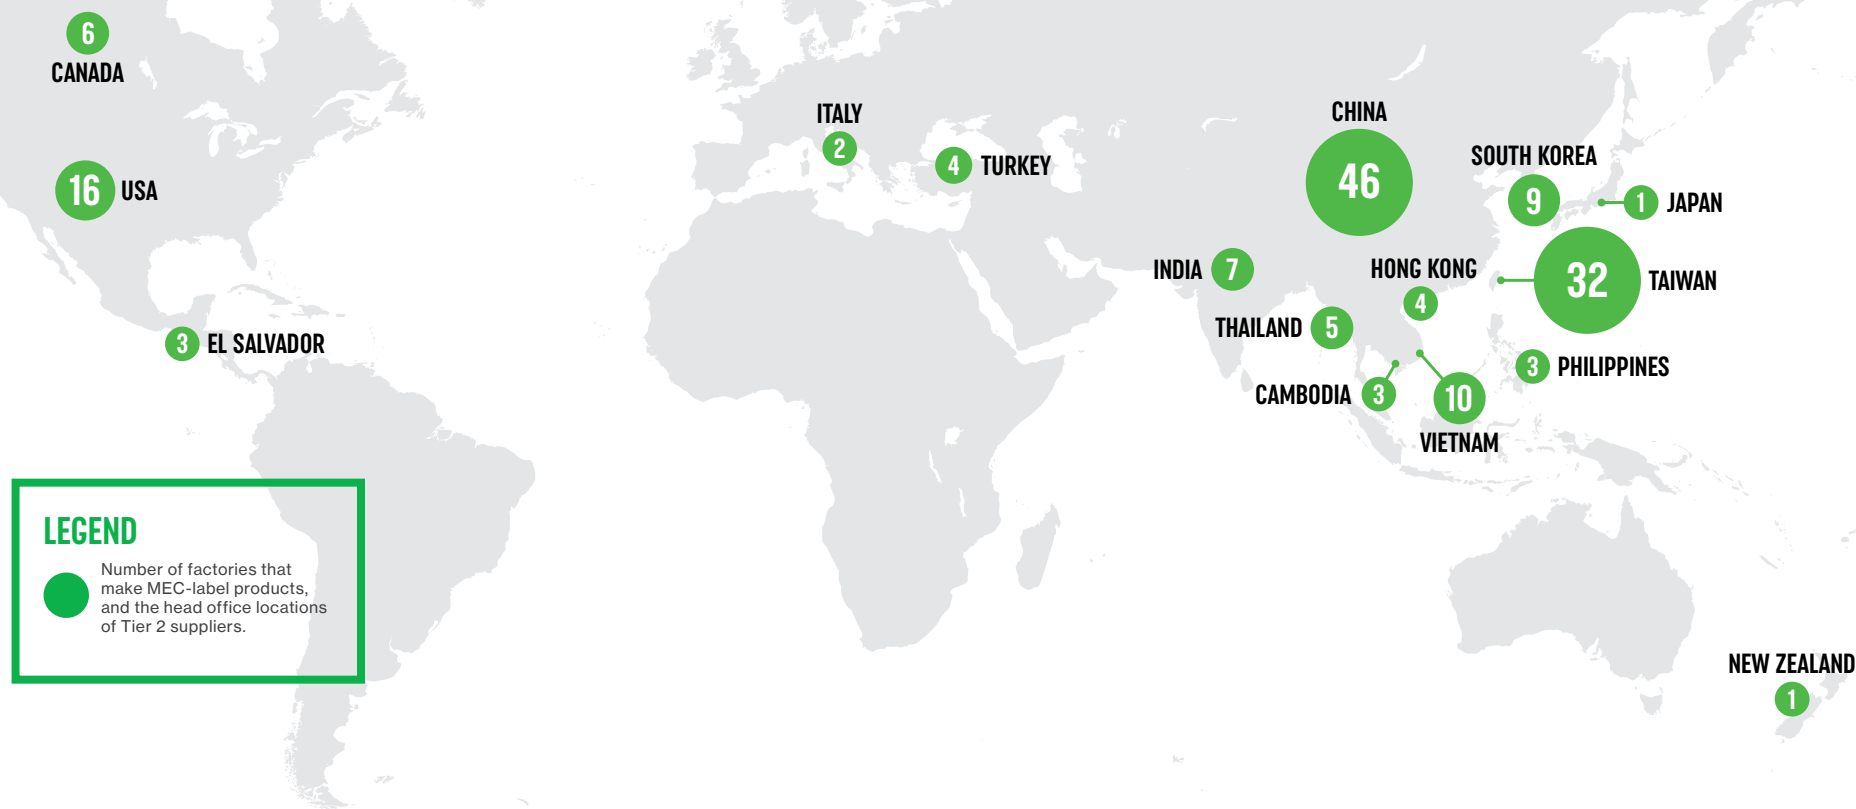 6
CANADA
16 USA
3 EL SALVADOR
ITALY
2
4 TURKEY
CHINA
46
SOUTH KOREA
9
1 JAPAN
32 TAIWAN
INDIA 7
HONG KONG
4
THAILAND 5
3 PHILIPPINES
CAMBODIA 3
10
VIETNAM
NEW ZEALAND
1
LEGEND
Number of factories that
make MEC-label products,
and the head office locations
of Tier 2 suppliers.